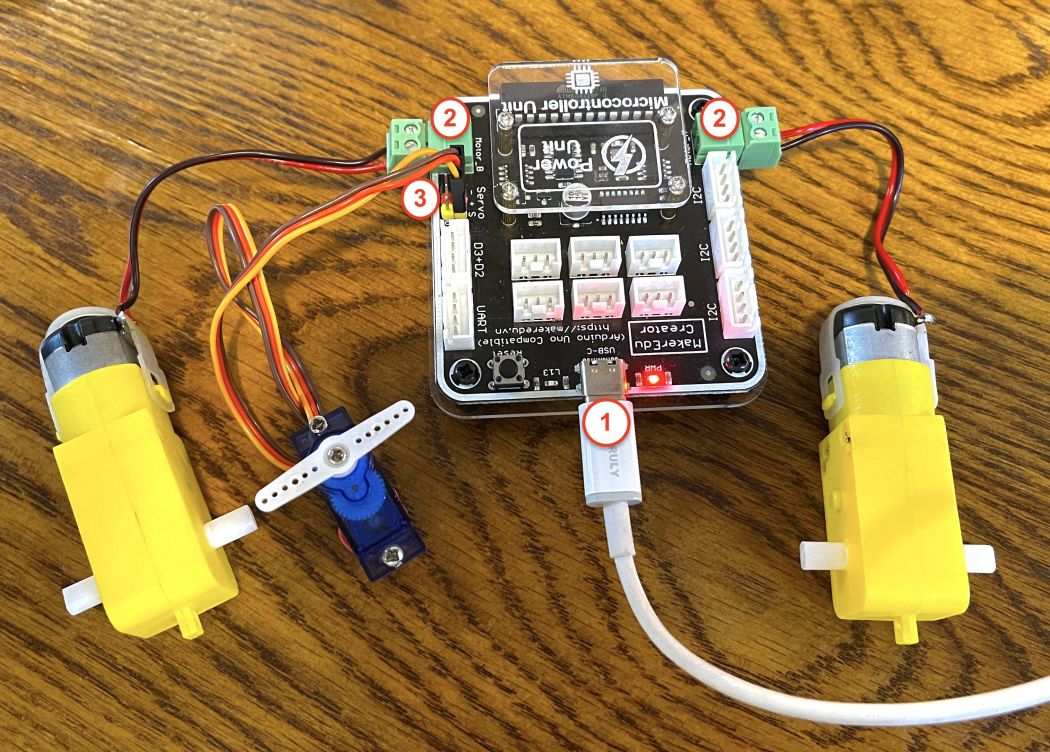 Microcontroller Unit
Power
Unit
2
2
Motor_B
3
Servo
- + S
I2C
D3+D2
I2C
UART
I2C
(Arduino Uno Compatible)
https://makeredu.vn
MakerEdu
Creator
Reset
L13
USB-C
PWR
1